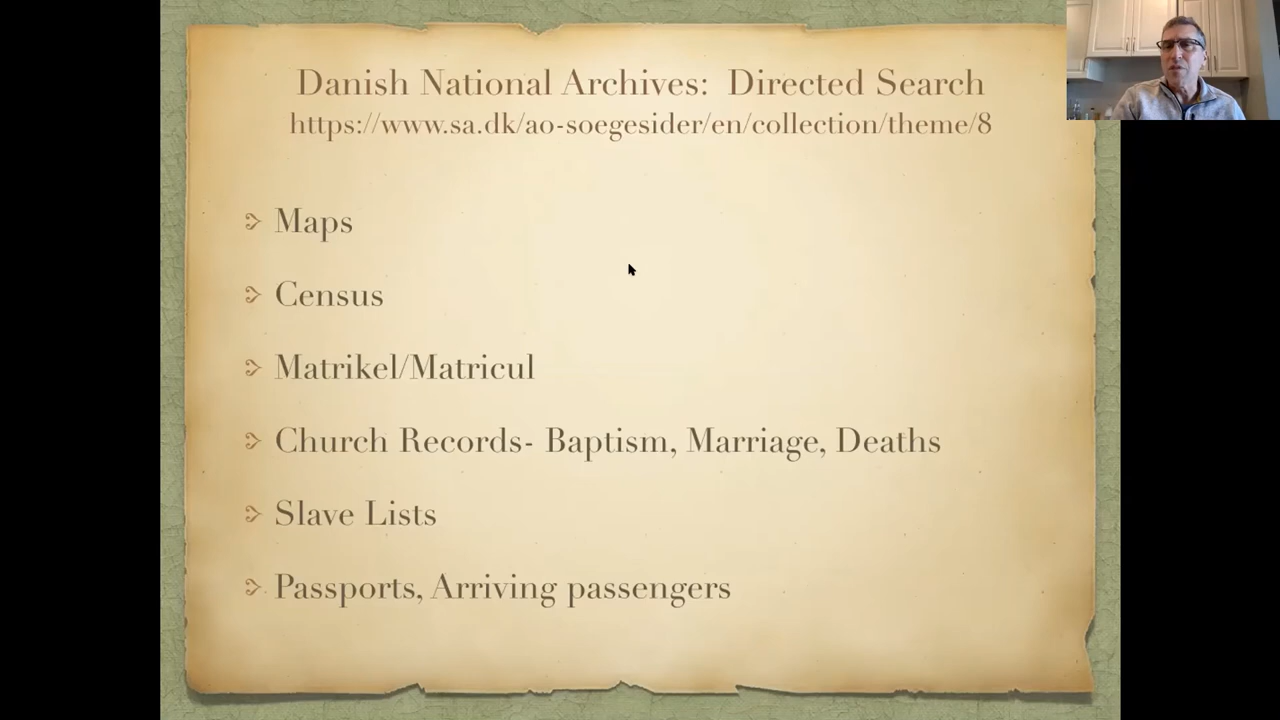 Danish National Archives:  Directed Search
https://www.sa.dk/ao-soegesider/en/collection/theme/8
Maps
Census
Matrikel/Matricul
Church Records- Baptism, Marriage, Deaths
Slave Lists
Passports, Arriving passengers